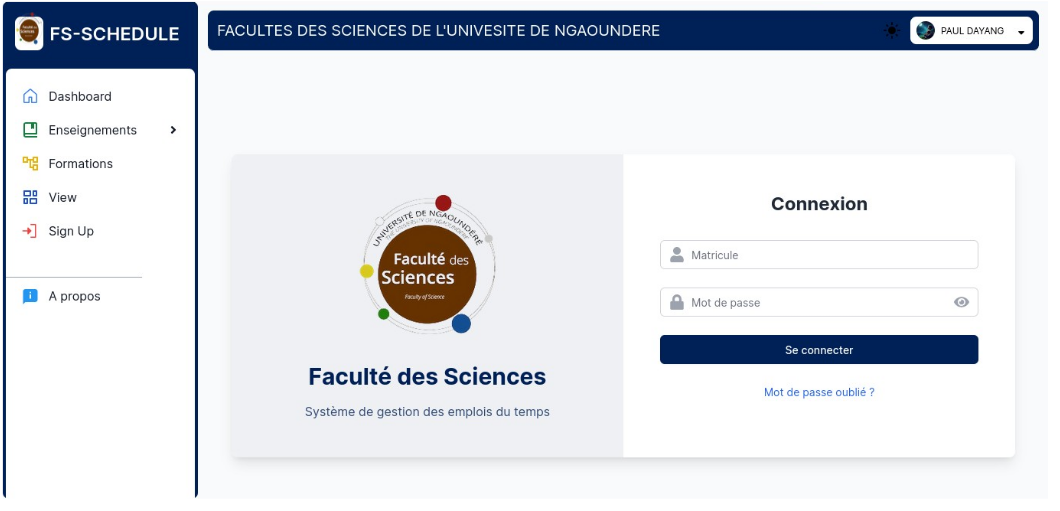 FS-SCHEDULE
FACULTES DES SCIENCES DE L'UNIVESITE DE NGAOUNDERE
PAUL DAYANG
Dashboard
Enseignements
Formations
View
Sign Up
A propos
UNIVERSITÉ DE NGAOUNDÉRÉ
THE UNIVERSITY OF NGAOUNDERE
Faculté des
Sciences
Faculty of Science
Faculté des Sciences
Système de gestion des emplois du temps
Connexion
Matricule
Mot de passe
Se connecter
Mot de passe oublié ?